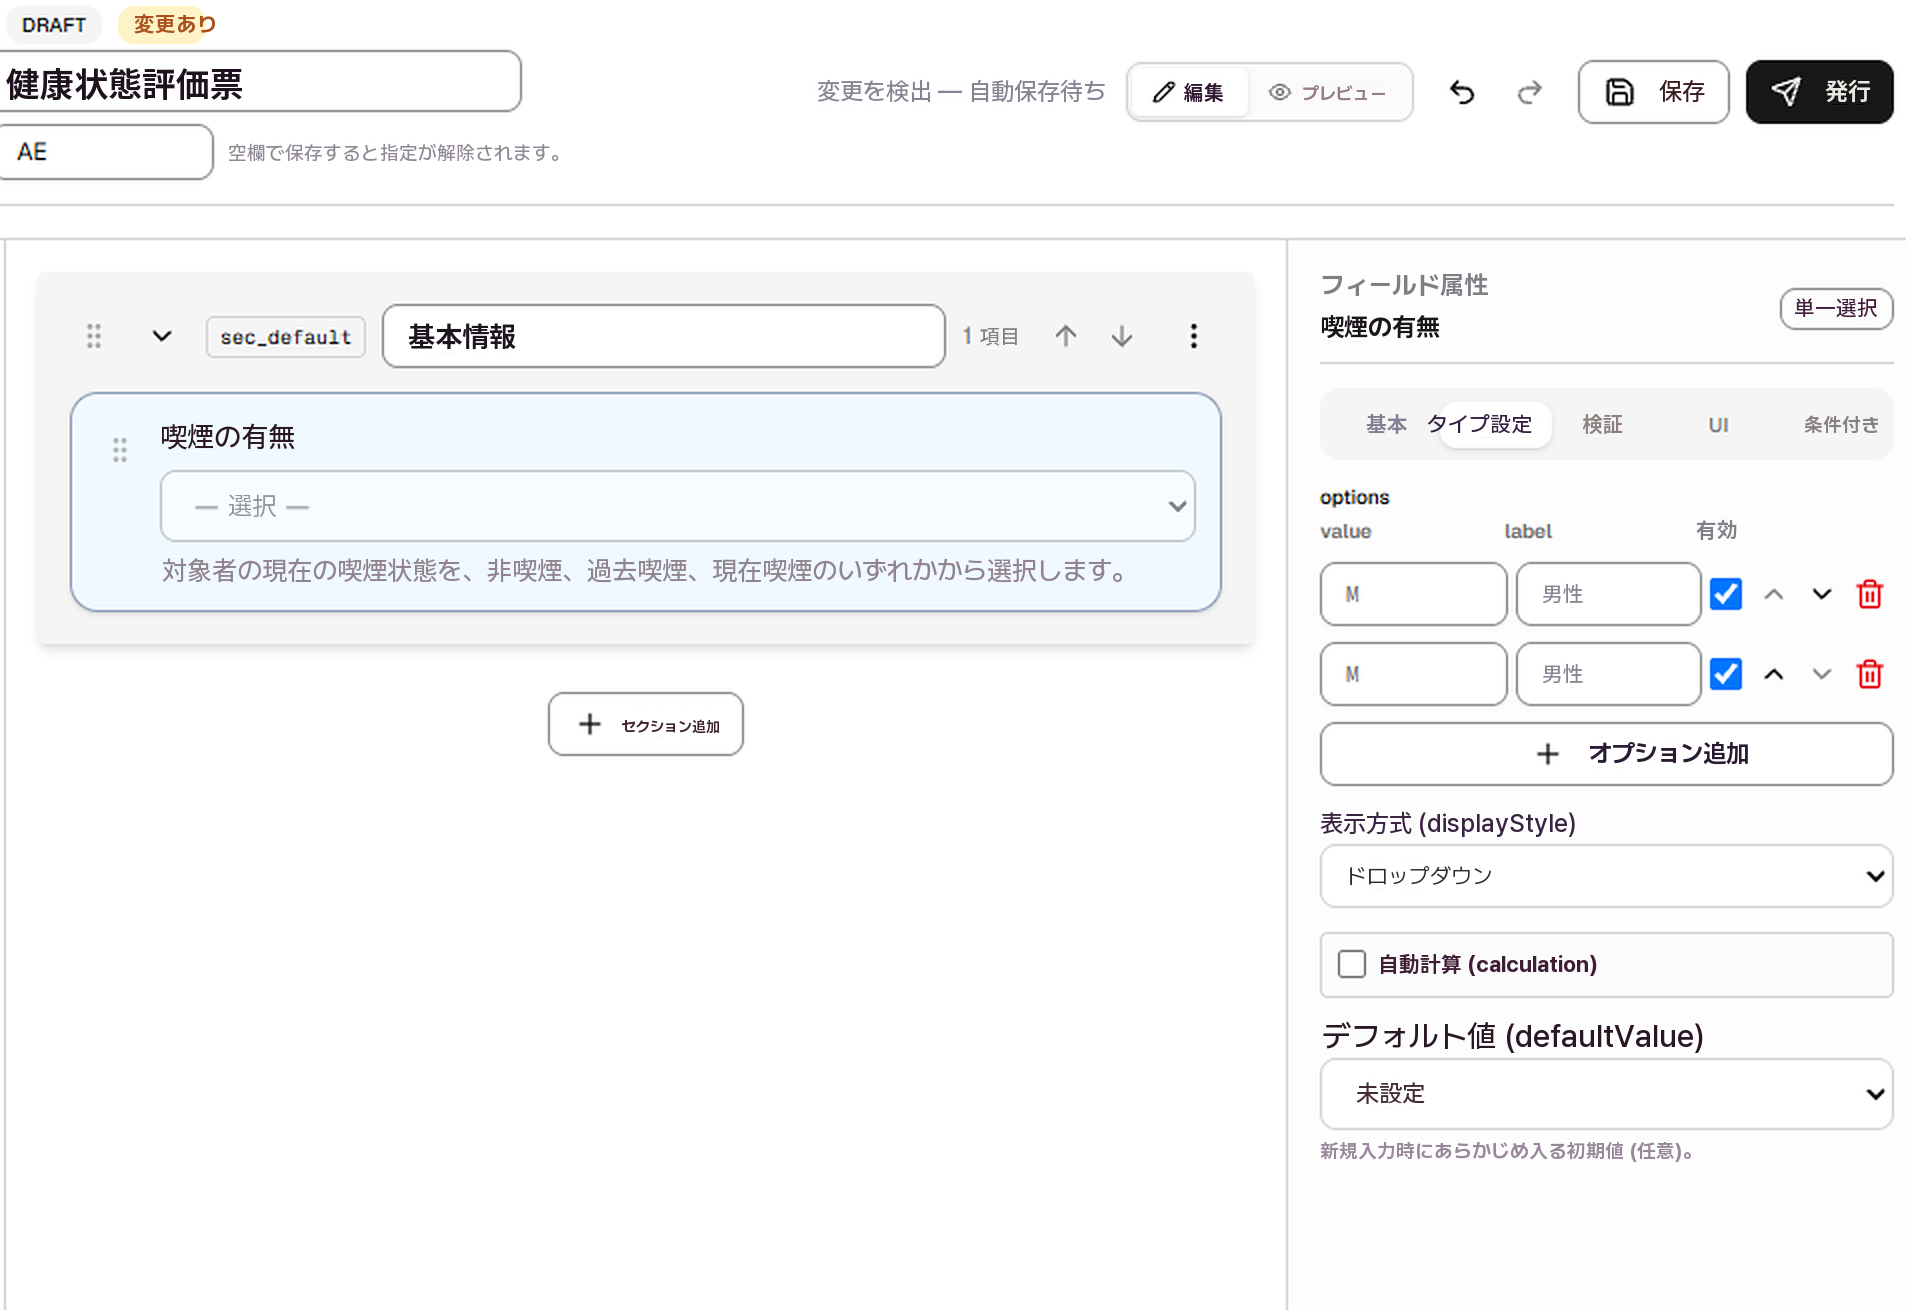 DRAFT 変更あり
健康状態評価票
変更を検出 — 自動保存待ち 編集 プレビュー 保存 発行
AE 空欄で保存すると指定が解除されます。
sec_default 基本情報 1 項目
喫煙の有無
— 選択 —
対象者の現在の喫煙状態を、非喫煙、過去喫煙、現在喫煙のいずれかから選択します。
セクション追加
フィールド属性
喫煙の有無
単一選択
基本 タイプ設定 検証 UI 条件付き
options
value label 有効
M 男性
M 男性
オプション追加
表示方式 (displayStyle)
ドロップダウン
自動計算 (calculation)
デフォルト値 (defaultValue)
未設定
新規入力時にあらかじめ入る初期値 (任意)。